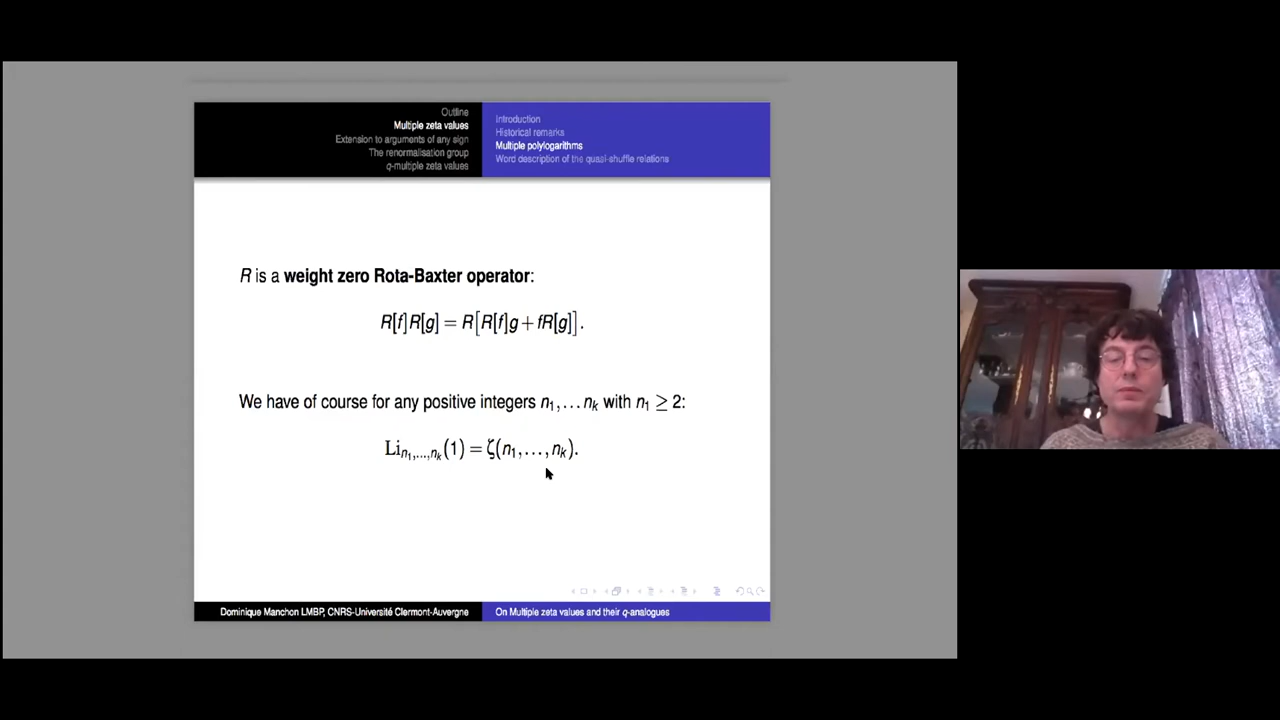 Outline
Multiple zeta values
Extension to arguments of any sign
The renormalisation group
q-multiple zeta values
Introduction
Historical remarks
Multiple polylogarithms
Word description of the quasi-shuffle relations
R is a weight zero Rota-Baxter operator:
R[f]R[g] = R[R[f]g + fR[g]].
We have of course for any positive integers n₁,…nₖ with n₁ ≥ 2:
Liₙ₁,…,ₙₖ(1) = ζ(n₁,…,nₖ).
Dominique Manchon LMBP, CNRS-Université Clermont-Auvergne
On Multiple zeta values and their q-analogues